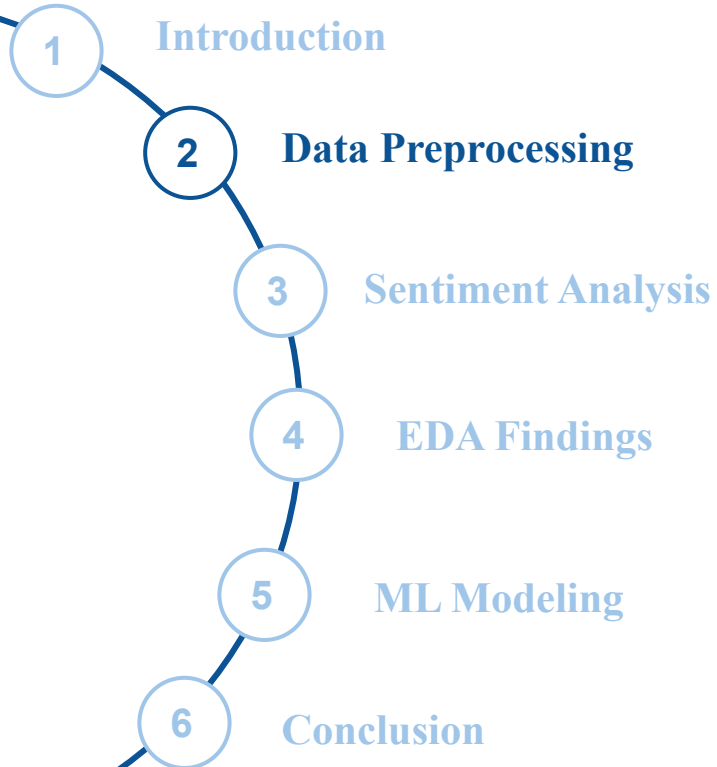 1 Introduction
2 Data Preprocessing
3 Sentiment Analysis
4 EDA Findings
5 ML Modeling
6 Conclusion